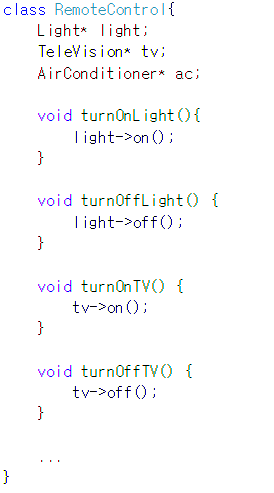 class RemoteControl{
Light* light;
TeleVision* tv;
AirConditioner* ac;
void turnOnLight(){
light->on();
}
void turnOffLight() {
light->off();
}
void turnOnTV() {
tv->on();
}
void turnOffTV() {
tv->off();
}
...
}